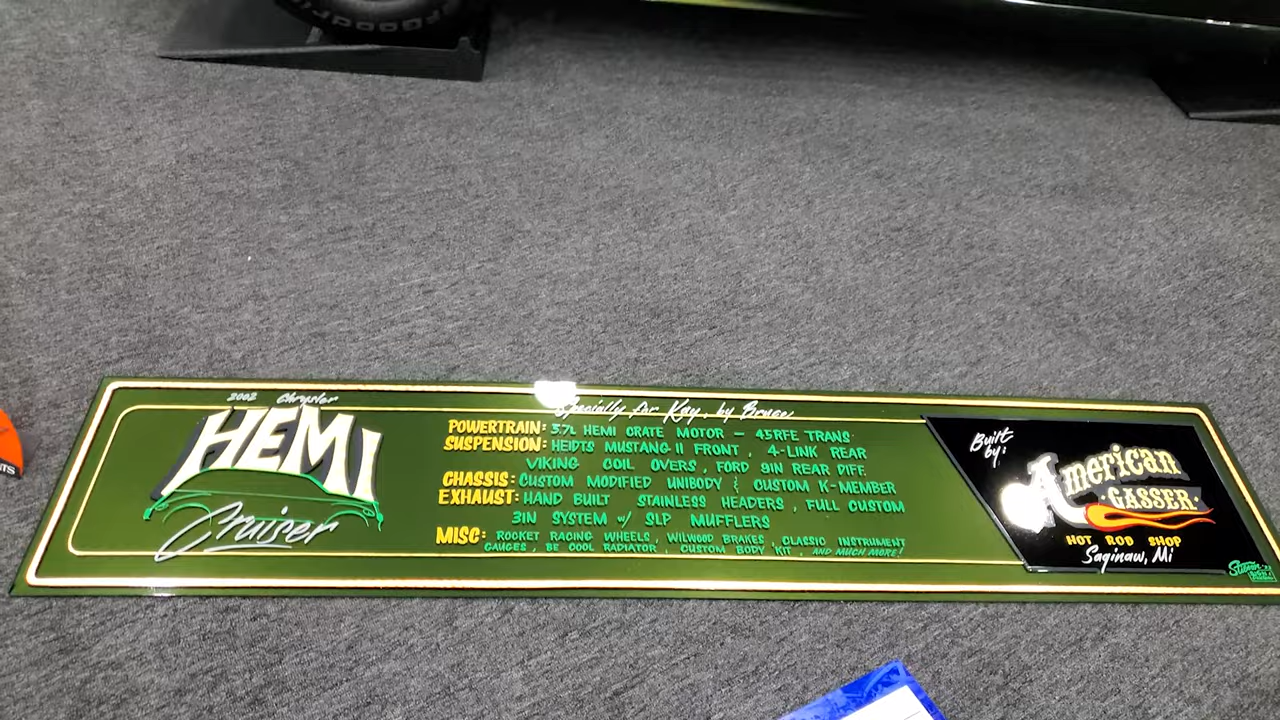 GOODYEAR
2002 Chrysler
HEMI
Cruiser
Specially for Kay, by Bruce
POWERTRAIN: 5.7L HEMI CRATE MOTOR – 45RFE TRANS
SUSPENSION: HEIDTS MUSTANG II FRONT, 4-LINK REAR
VIKING COIL OVERS, FORD 9IN REAR DIFF.
CHASSIS: CUSTOM MODIFIED UNIBODY & CUSTOM K-MEMBER
EXHAUST: HAND BUILT STAINLESS HEADERS, FULL CUSTOM
3IN SYSTEM w/ SLP MUFFLERS
MISC: ROCKET RACING WHEELS, WILWOOD BRAKES, CLASSIC INSTRUMENT
GAUGES, BE COOL RADIATOR, CUSTOM BODY KIT, AND MUCH MORE!
Built
by:
American
GASSER
HOT ROD SHOP
Saginaw, Mi